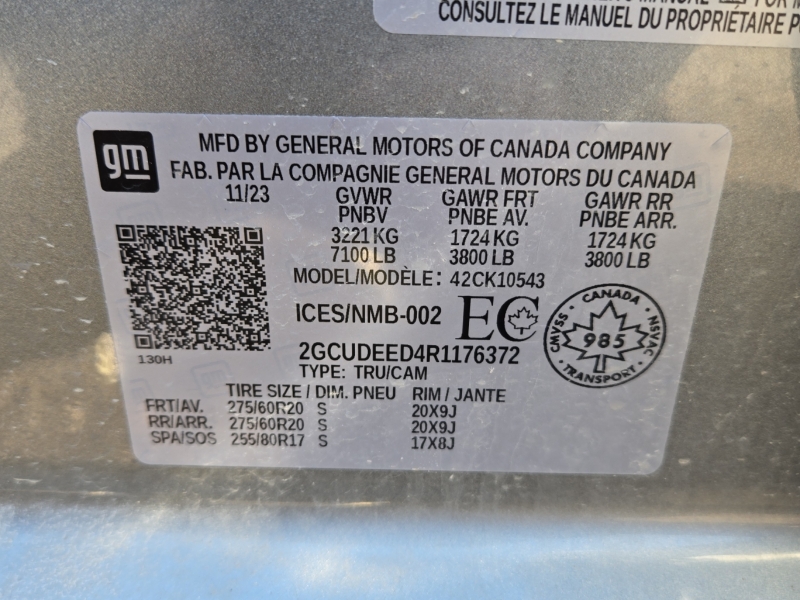 CONSULTEZ LE MANUEL DU PROPRIÉTAIRE
gm
MFD BY GENERAL MOTORS OF CANADA COMPANY
FAB. PAR LA COMPAGNIE GENERAL MOTORS DU CANADA
11/23 GVWR GAWR FRT GAWR RR
PNBV PNBE AV. PNBE ARR.
3221 KG 1724 KG 1724 KG
7100 LB 3800 LB 3800 LB
MODEL/MODÈLE: 42CK10543
ICES/NMB-002 EC
CANADA
CMVSS 985 NSVAC
TRANSPORT
130H
2GCUDEED4R1176372
TYPE: TRU/CAM
TIRE SIZE / DIM. PNEU RIM / JANTE
FRT/AV. 275/60R20 S 20X9J
RR/ARR. 275/60R20 S 20X9J
SPA/SOS 255/80R17 S 17X8J